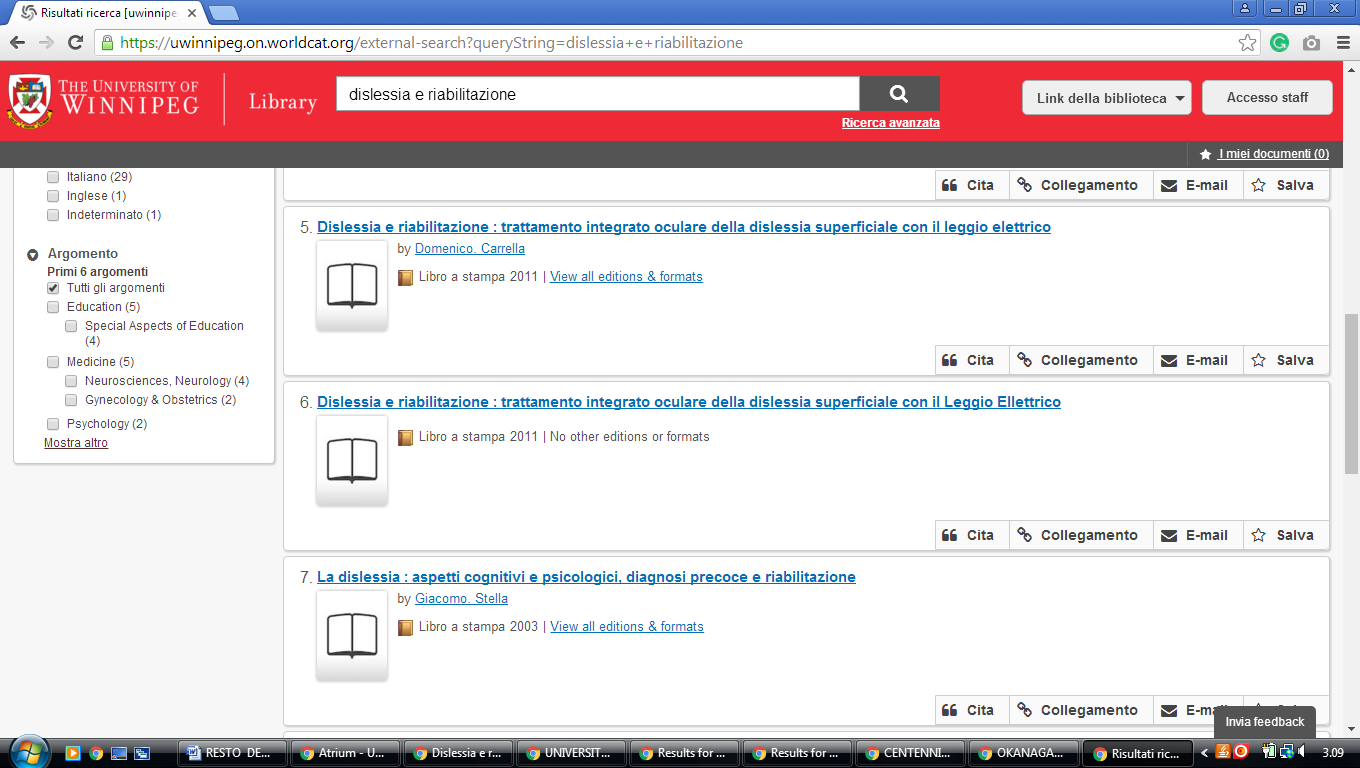 Risultati ricerca [uwinnipe
https://uwinnipeg.on.worldcat.org/external-search?queryString=dislessia+e+riabilitazione
THE UNIVERSITY OF
WINNIPEG
Library
dislessia e riabilitazione
Ricerca avanzata
Link della biblioteca
Accesso staff
I miei documenti (0)
Italiano (29)
Inglese (1)
Indeterminato (1)
Argomento
Primi 6 argomenti
Tutti gli argomenti
Education (5)
Special Aspects of Education
(4)
Medicine (5)
Neurosciences, Neurology (4)
Gynecology & Obstetrics (2)
Psychology (2)
Mostra altro
Cita Collegamento E-mail Salva
5. Dislessia e riabilitazione : trattamento integrato oculare della dislessia superficiale con il leggio elettrico
by Domenico. Carrella
Libro a stampa 2011 | View all editions & formats
Cita Collegamento E-mail Salva
6. Dislessia e riabilitazione : trattamento integrato oculare della dislessia superficiale con il Leggio Ellettrico
Libro a stampa 2011 | No other editions or formats
Cita Collegamento E-mail Salva
7. La dislessia : aspetti cognitivi e psicologici, diagnosi precoce e riabilitazione
by Giacomo. Stella
Libro a stampa 2003 | View all editions & formats
Cita Collegamento
Invia feedback
RESTO DE...
Atrium - U...
Dislessia e r...
UNIVERSIT...
Results for ...
Results for ...
CENTENNI...
OKANAGA...
Risultati ric...
3.09